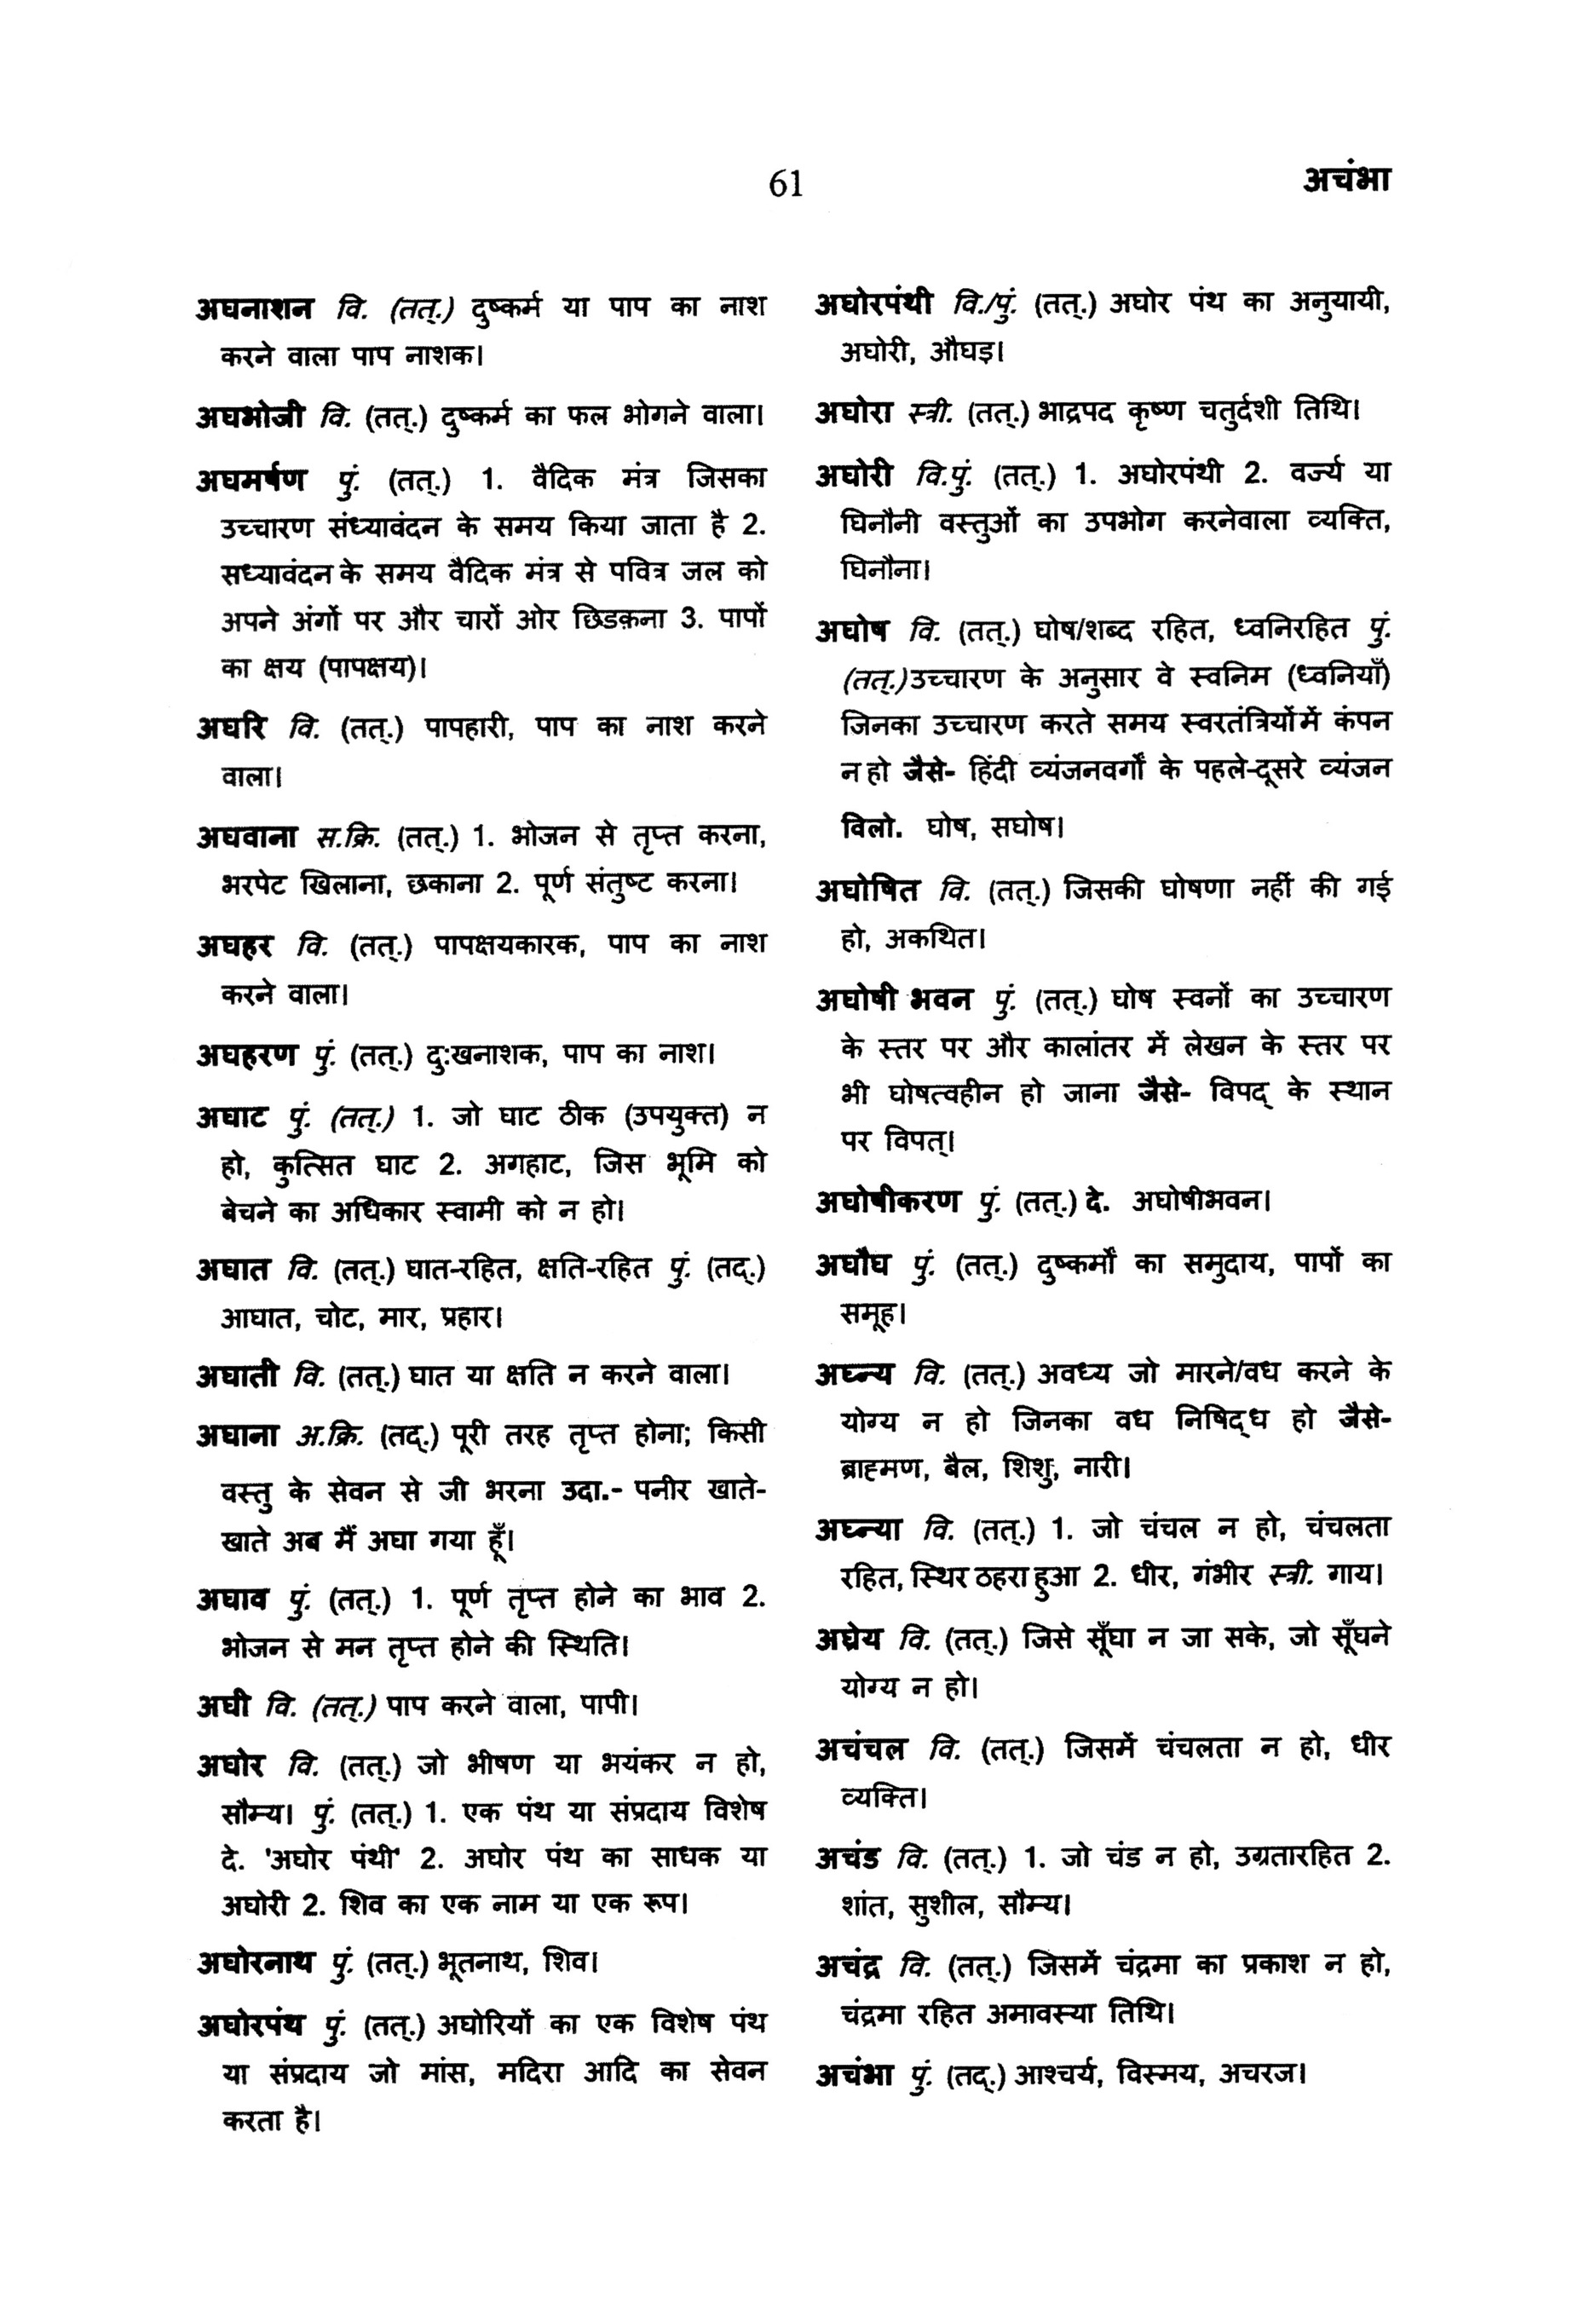 61
अचंभा
अघनाशन वि. (तत्.) दुष्कर्म या पाप का नाश
करने वाला पाप नाशक।
अघभोजी वि. (तत्.) दुष्कर्म का फल भोगने वाला।
अघमर्षण पुं. (तत्.) 1. वैदिक मंत्र जिसका
उच्चारण संध्यावंदन के समय किया जाता है 2.
सध्यावंदन के समय वैदिक मंत्र से पवित्र जल को
अपने अंगों पर और चारों ओर छिडक़ना 3. पापों
का क्षय (पापक्षय)।
अघरि वि. (तत्.) पापहारी, पाप का नाश करने
वाला।
अघवाना स.क्रि. (तत्.) 1. भोजन से तृप्त करना,
भरपेट खिलाना, छकाना 2. पूर्ण संतुष्ट करना।
अघहर वि. (तत्.) पापक्षयकारक, पाप का नाश
करने वाला।
अघहरण पुं. (तत्.) दु:खनाशक, पाप का नाश।
अघाट पुं. (तत्.) 1. जो घाट ठीक (उपयुक्त) न
हो, कुत्सित घाट 2. अगहाट, जिस भूमि को
बेचने का अधिकार स्वामी को न हो।
अघात वि. (तत्.) घात-रहित, क्षति-रहित पुं. (तद्.)
आघात, चोट, मार, प्रहार।
अघाती वि. (तत्.) घात या क्षति न करने वाला।
अघाना अ.क्रि. (तद्.) पूरी तरह तृप्त होना; किसी
वस्तु के सेवन से जी भरना उदा.- पनीर खाते-
खाते अब मैं अघा गया हूँ।
अघाव पुं. (तत्.) 1. पूर्ण तृप्त होने का भाव 2.
भोजन से मन तृप्त होने की स्थिति।
अघी वि. (तत्.) पाप करने वाला, पापी।
अघोर वि. (तत्.) जो भीषण या भयंकर न हो,
सौम्य। पुं. (तत्.) 1. एक पंथ या संप्रदाय विशेष
दे. 'अघोर पंथी' 2. अघोर पंथ का साधक या
अघोरी 2. शिव का एक नाम या एक रूप।
अघोरनाथ पुं. (तत्.) भूतनाथ, शिव।
अघोरपंथ पुं. (तत्.) अघोरियों का एक विशेष पंथ
या संप्रदाय जो मांस, मदिरा आदि का सेवन
करता है।
अघोरपंथी वि./पुं. (तत्.) अघोर पंथ का अनुयायी,
अघोरी, औघड़।
अघोरा स्त्री. (तत्.) भाद्रपद कृष्ण चतुर्दशी तिथि।
अघोरी वि.पुं. (तत्.) 1. अघोरपंथी 2. वर्ज्य या
घिनौनी वस्तुओं का उपभोग करनेवाला व्यक्ति,
घिनौना।
अघोष वि. (तत्.) घोष/शब्द रहित, ध्वनिरहित पुं.
(तत्.) उच्चारण के अनुसार वे स्वनिम (ध्वनियाँ)
जिनका उच्चारण करते समय स्वरतंत्रियों में कंपन
न हो जैसे- हिंदी व्यंजनवर्गों के पहले-दूसरे व्यंजन
विलो. घोष, सघोष।
अघोषित वि. (तत्.) जिसकी घोषणा नहीं की गई
हो, अकथित।
अघोषी भवन पुं. (तत्.) घोष स्वनों का उच्चारण
के स्तर पर और कालांतर में लेखन के स्तर पर
भी घोषत्वहीन हो जाना जैसे- विपद् के स्थान
पर विपत्।
अघोषीकरण पुं. (तत्.) दे. अघोषीभवन।
अघौघ पुं. (तत्.) दुष्कर्मों का समुदाय, पापों का
समूह।
अघ्न्य वि. (तत्.) अवध्य जो मारने/वध करने के
योग्य न हो जिनका वध निषिद्ध हो जैसे-
ब्राह्मण, बैल, शिशु, नारी।
अघ्न्या वि. (तत्.) 1. जो चंचल न हो, चंचलता
रहित, स्थिर ठहरा हुआ 2. धीर, गंभीर स्त्री. गाय।
अघ्रेय वि. (तत्.) जिसे सूँघा न जा सके, जो सूँघने
योग्य न हो।
अचंचल वि. (तत्.) जिसमें चंचलता न हो, धीर
व्यक्ति।
अचंड वि. (तत्.) 1. जो चंड न हो, उग्रतारहित 2.
शांत, सुशील, सौम्य।
अचंद्र वि. (तत्.) जिसमें चंद्रमा का प्रकाश न हो,
चंद्रमा रहित अमावस्या तिथि।
अचंभा पुं. (तद्.) आश्चर्य, विस्मय, अचरज।